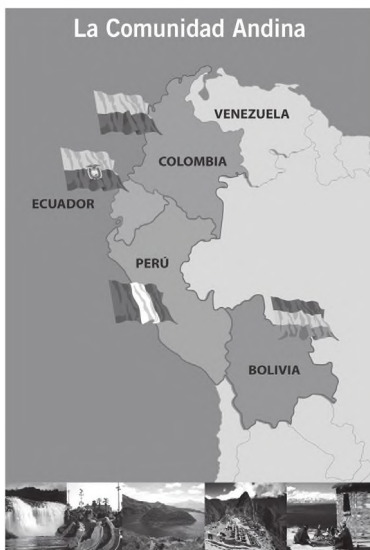 La Comunidad Andina
VENEZUELA
COLOMBIA
ECUADOR
PERÚ
BOLIVIA